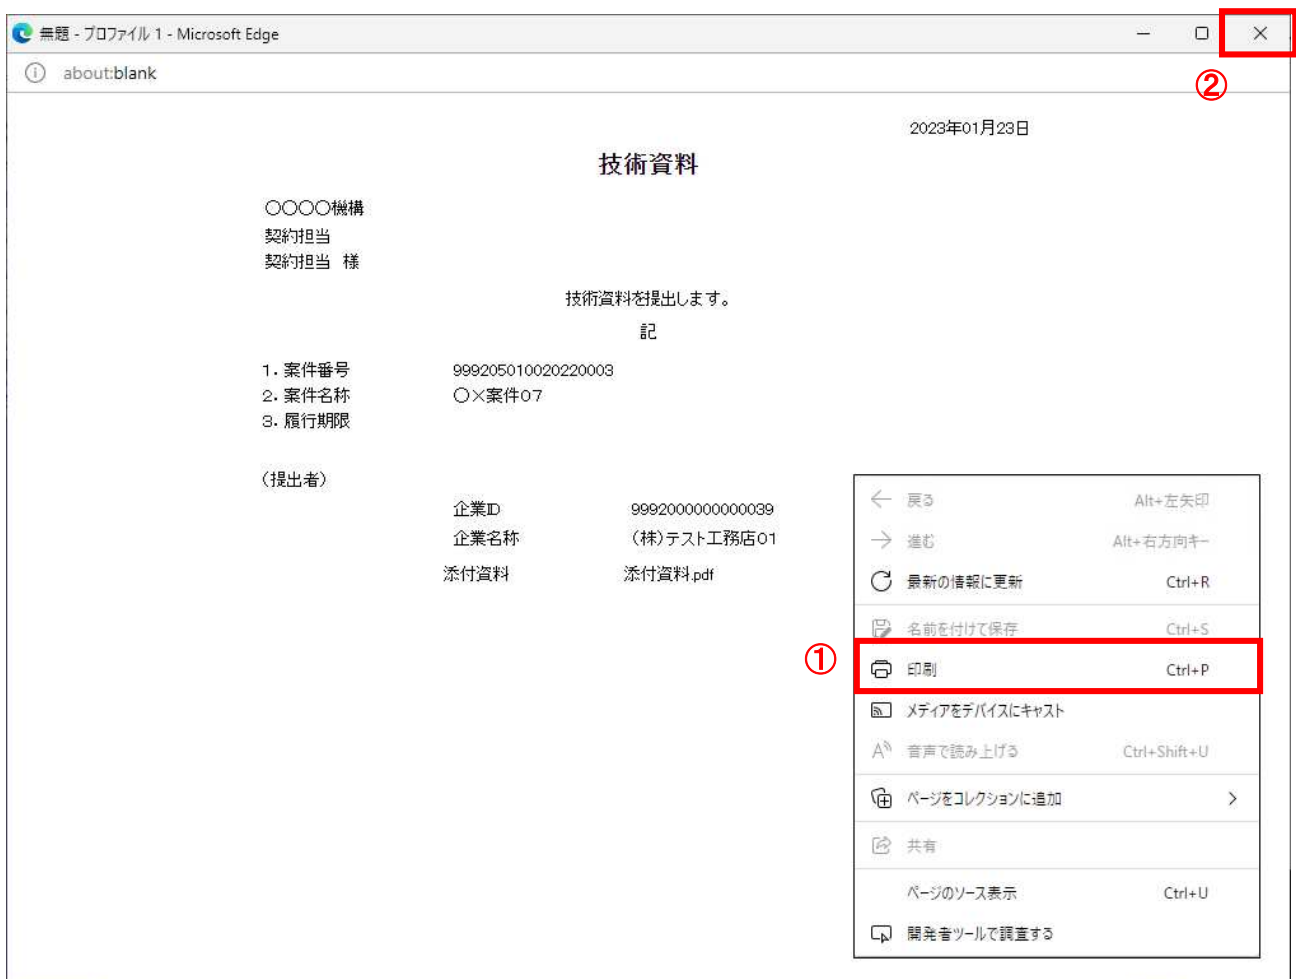 無題 - プロファイル 1 - Microsoft Edge
about:blank
②
2023年01月23日
技術資料
〇〇〇〇機構
契約担当
契約担当 様
技術資料を提出します。
記
1. 案件番号 999205010020220003
2. 案件名称 〇×案件07
3. 履行期限
(提出者)
企業ID 9992000000000039
企業名称 (株)テスト工務店01
添付資料 添付資料.pdf
戻る Alt+左矢印
進む Alt+右方向キー
最新の情報に更新 Ctrl+R
名前を付けて保存 Ctrl+S
① 印刷 Ctrl+P
メディアをデバイスにキャスト
音声で読み上げる Ctrl+Shift+U
ページをコレクションに追加
共有
ページのソース表示 Ctrl+U
開発者ツールで調査する